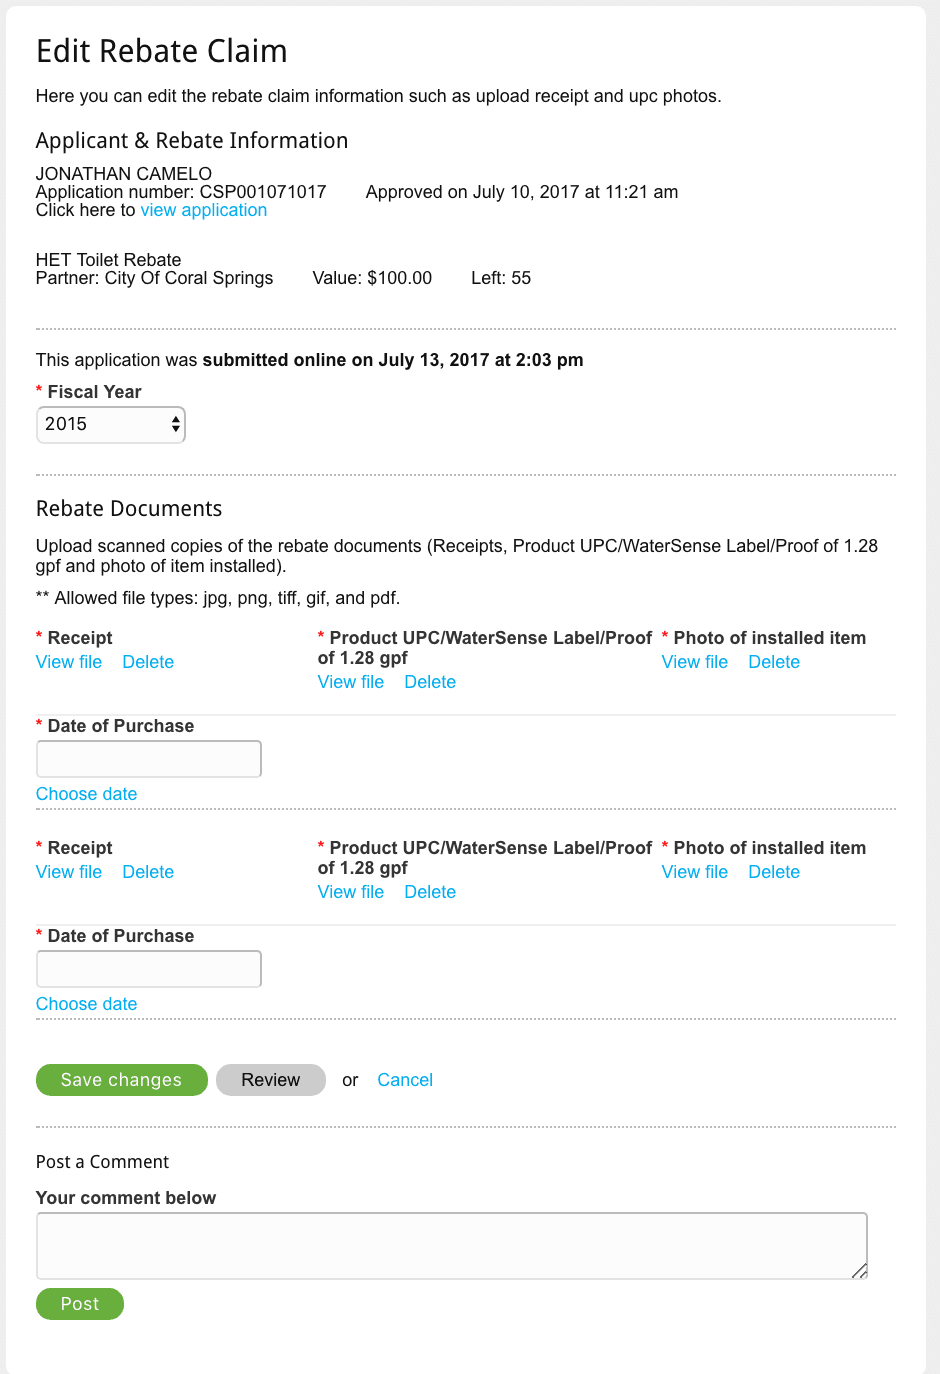 Edit Rebate Claim
Here you can edit the rebate claim information such as upload receipt and upc photos.
Applicant & Rebate Information
JONATHAN CAMELO
Application number: CSP001071017 Approved on July 10, 2017 at 11:21 am
Click here to view application
HET Toilet Rebate
Partner: City Of Coral Springs Value: $100.00 Left: 55
This application was submitted online on July 13, 2017 at 2:03 pm
* Fiscal Year
2015
Rebate Documents
Upload scanned copies of the rebate documents (Receipts, Product UPC/WaterSense Label/Proof of 1.28
gpf and photo of item installed).
** Allowed file types: jpg, png, tiff, gif, and pdf.
* Receipt
View file Delete
* Product UPC/WaterSense Label/Proof
of 1.28 gpf
View file Delete
* Photo of installed item
View file Delete
* Date of Purchase
Choose date
* Receipt
View file Delete
* Product UPC/WaterSense Label/Proof
of 1.28 gpf
View file Delete
* Photo of installed item
View file Delete
* Date of Purchase
Choose date
Save changes Review or Cancel
Post a Comment
Your comment below
Post